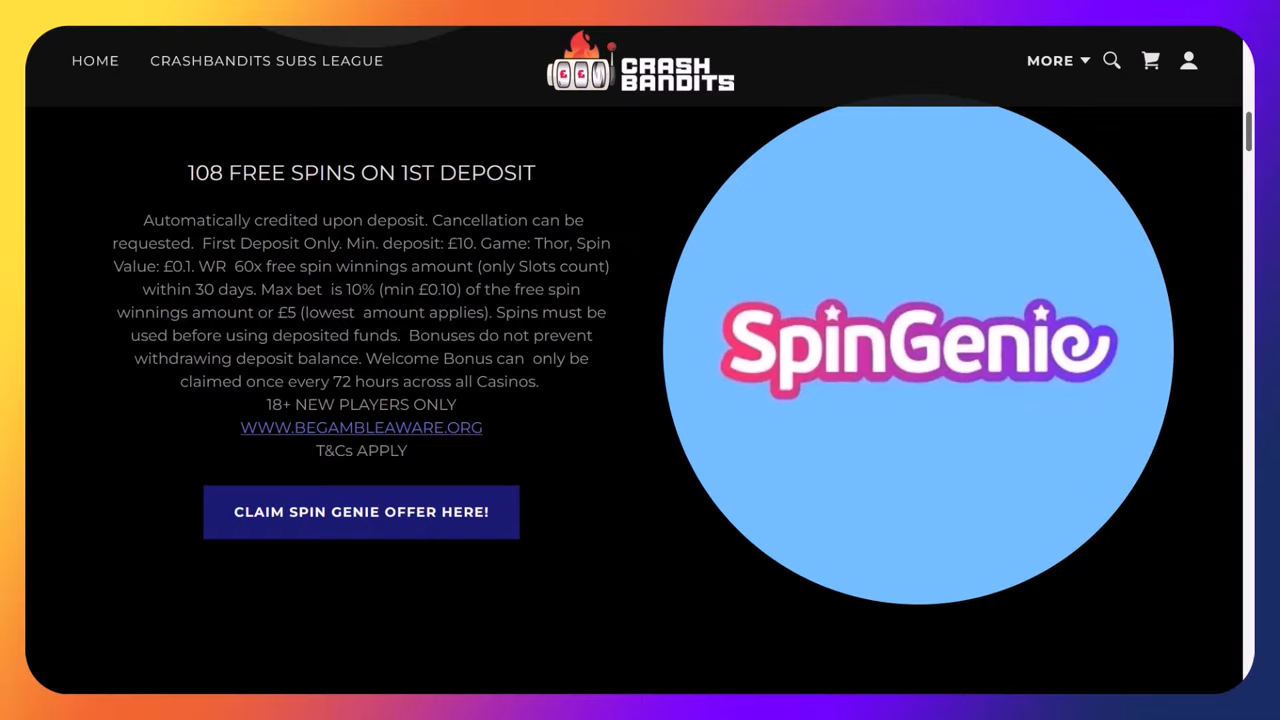 HOME CRASHBANDITS SUBS LEAGUE CRASH BANDITS MORE
108 FREE SPINS ON 1ST DEPOSIT
Automatically credited upon deposit. Cancellation can be
requested. First Deposit Only. Min. deposit: £10. Game: Thor, Spin
Value: £0.1. WR 60x free spin winnings amount (only Slots count)
within 30 days. Max bet is 10% (min £0.10) of the free spin
winnings amount or £5 (lowest amount applies). Spins must be
used before using deposited funds. Bonuses do not prevent
withdrawing deposit balance. Welcome Bonus can only be
claimed once every 72 hours across all Casinos.
18+ NEW PLAYERS ONLY
WWW.BEGAMBLEAWARE.ORG
T&Cs APPLY
CLAIM SPIN GENIE OFFER HERE!
SpinGenie